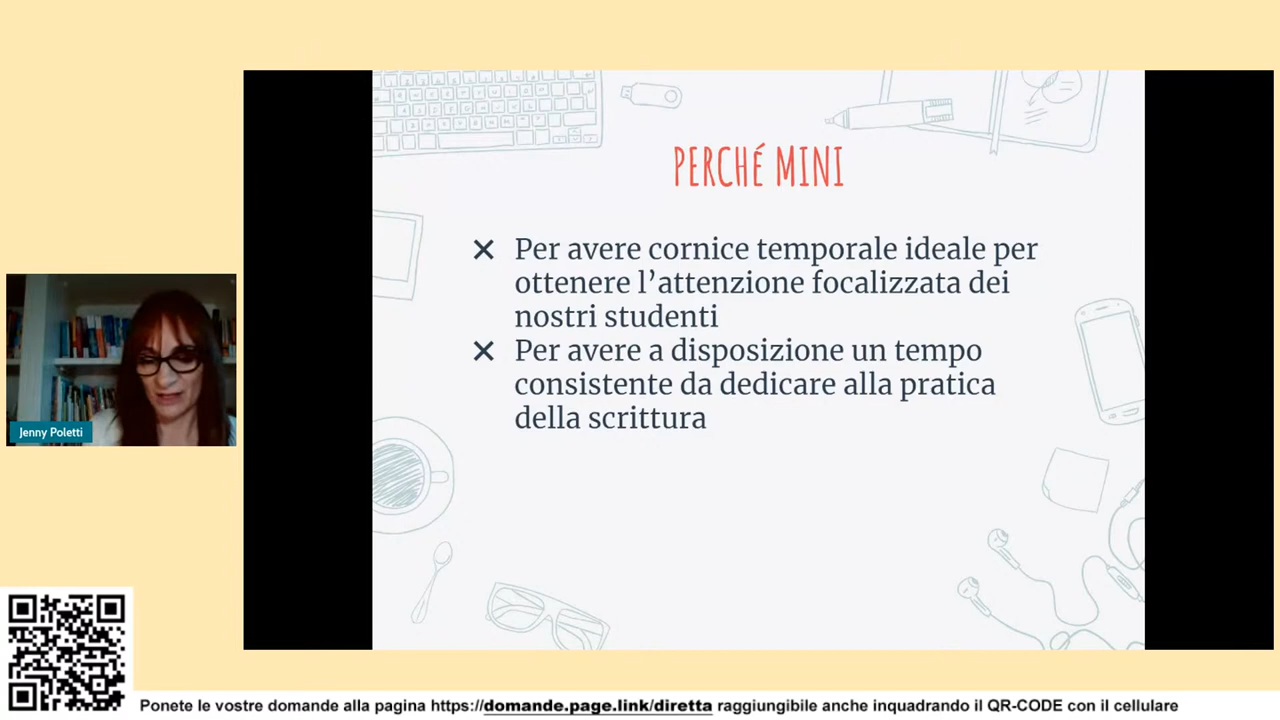 PERCHÉ MINI
✕ Per avere cornice temporale ideale per
ottenere l’attenzione focalizzata dei
nostri studenti
✕ Per avere a disposizione un tempo
consistente da dedicare alla pratica
della scrittura
Jenny Poletti
Ponete le vostre domande alla pagina https://domande.page.link/diretta raggiungibile anche inquadrando il QR-CODE con il cellulare